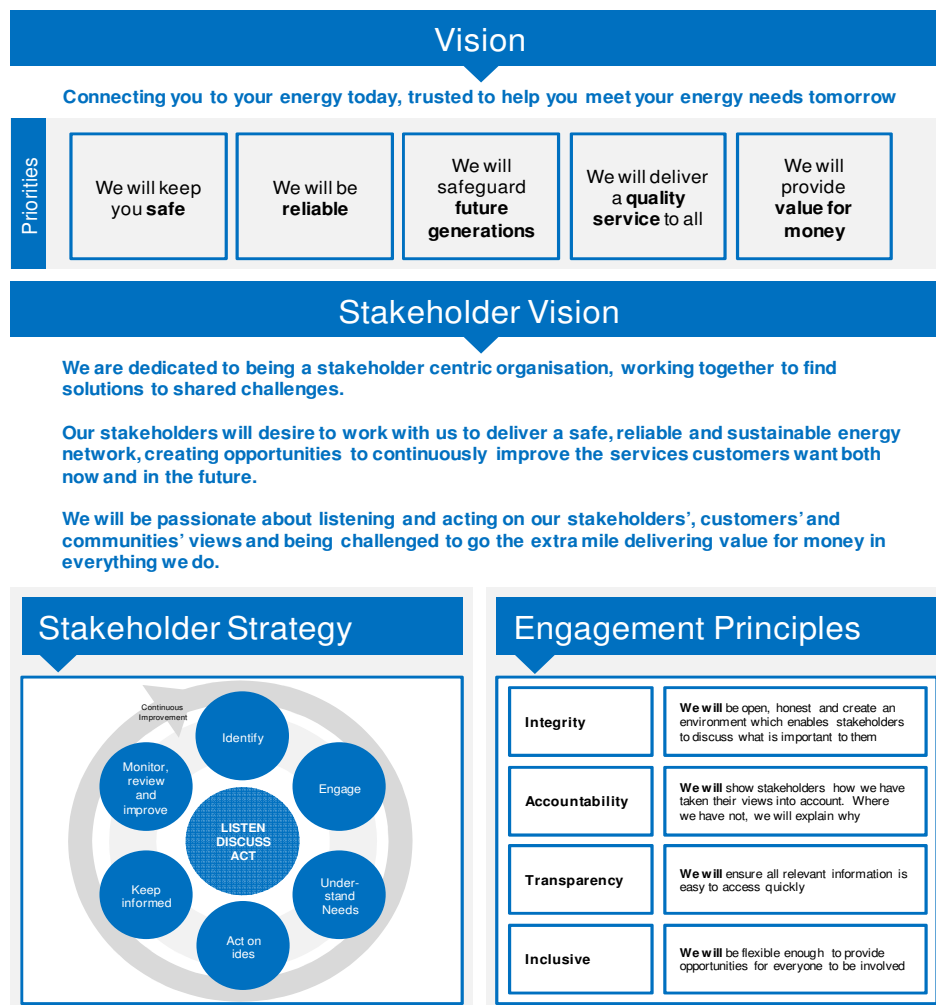 Vision
Connecting you to your energy today, trusted to help you meet your energy needs tomorrow
Priorities
We will keep
you safe
We will be
reliable
We will
safeguard
future
generations
We will deliver
a quality
service to all
We will
provide
value for
money
Stakeholder Vision
We are dedicated to being a stakeholder centric organisation, working together to find
solutions to shared challenges.
Our stakeholders will desire to work with us to deliver a safe, reliable and sustainable energy
network, creating opportunities to continuously improve the services customers want both
now and in the future.
We will be passionate about listening and acting on our stakeholders', customers' and
communities' views and being challenged to go the extra mile delivering value for money in
everything we do.
Stakeholder Strategy
Continuous
Improvement
Identify
Engage
Under-
stand
Needs
Act on
ides
Keep
informed
Monitor,
review
and
improve
LISTEN
DISCUSS
ACT
Engagement Principles
Integrity
We will be open, honest and create an
environment which enables stakeholders
to discuss what is important to them
Accountability
We will show stakeholders how we have
taken their views into account. Where
we have not, we will explain why
Transparency
We will ensure all relevant information is
easy to access quickly
Inclusive
We will be flexible enough to provide
opportunities for everyone to be involved